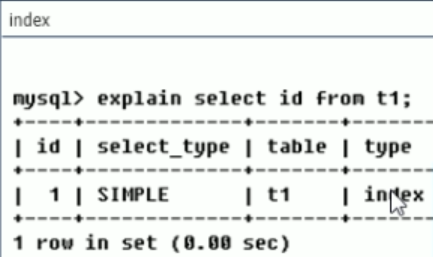 index
mysql> explain select id from t1;
+----+-------------+-------+-------
| id | select_type | table | type
+----+-------------+-------+-------
| 1 | SIMPLE | t1 | index
+----+-------------+-------+-------
1 row in set (0.00 sec)